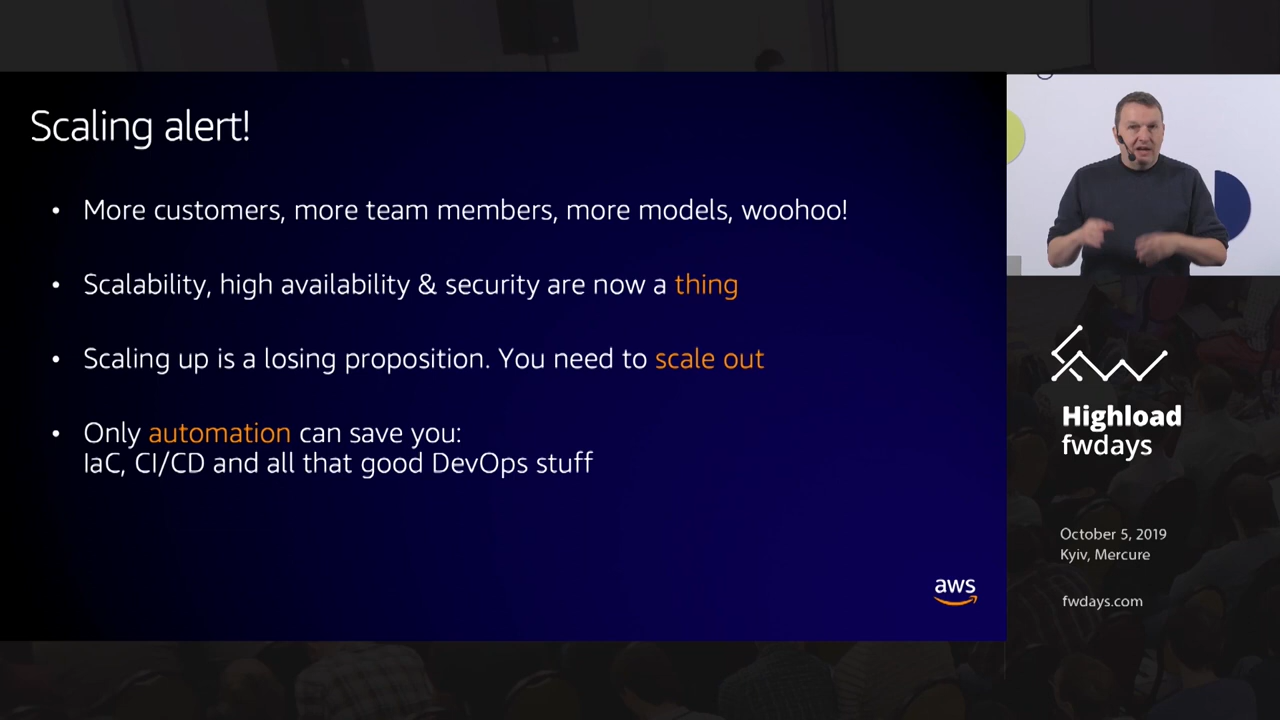 Scaling alert!
• More customers, more team members, more models, woohoo!
• Scalability, high availability & security are now a thing
• Scaling up is a losing proposition. You need to scale out
• Only automation can save you:
IaC, CI/CD and all that good DevOps stuff
aws
Highload
fwdays
October 5, 2019
Kyiv, Mercure
fwdays.com